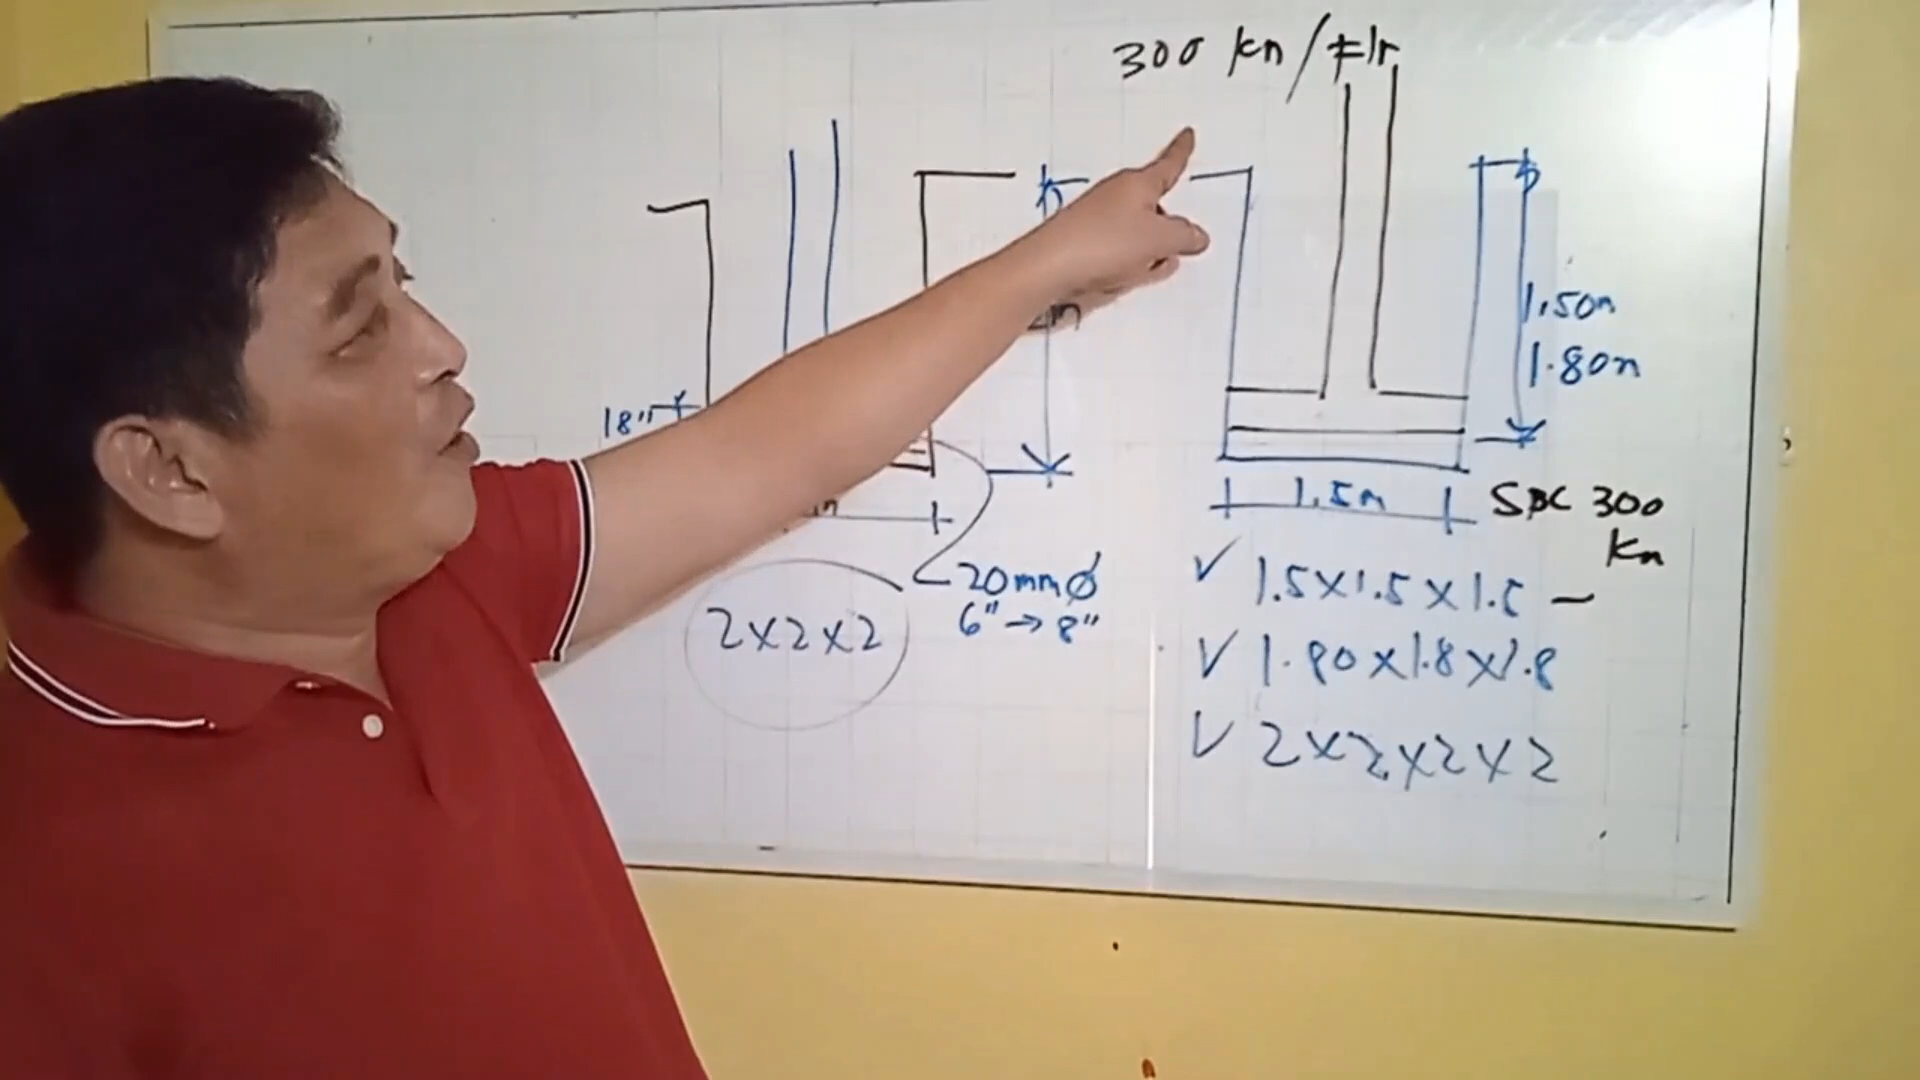 300 kn/flr
1.50m
1.80m
18"
1.5m
SBC 300
Kn
20mmØ
6" → 8"
2x2x2
✓ 1.5x1.5x1.5 –
✓ 1.80x1.8x1.8
✓ 2x2x2x2